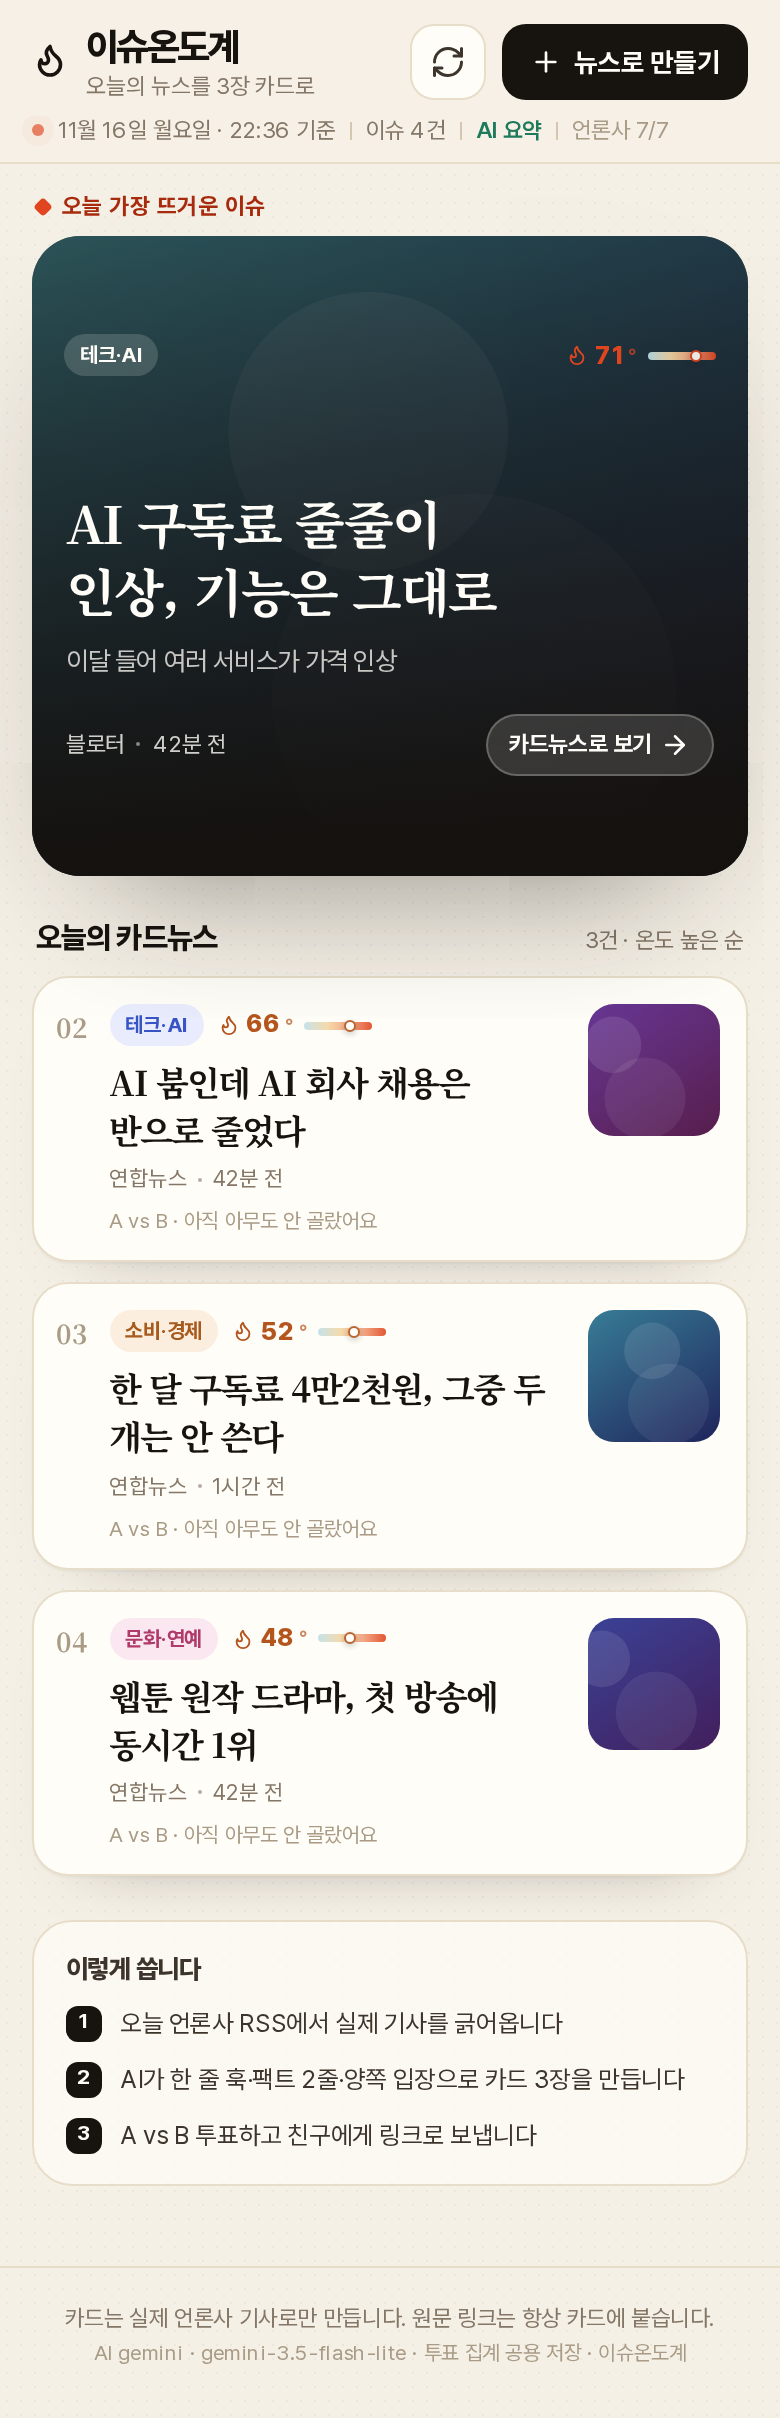 이슈온도계
오늘의 뉴스를 3장 카드로
뉴스로 만들기
11월 16일 월요일 · 22:36 기준 | 이슈 4건 | AI 요약 | 언론사 7/7
오늘 가장 뜨거운 이슈
테크·AI
71°
AI 구독료 줄줄이
인상, 기능은 그대로
이달 들어 여러 서비스가 가격 인상
블로터 · 42분 전
카드뉴스로 보기 →
오늘의 카드뉴스
3건 · 온도 높은 순
02
테크·AI
66°
AI 붐인데 AI 회사 채용은
반으로 줄었다
연합뉴스 · 42분 전
A vs B · 아직 아무도 안 골랐어요
03
소비·경제
52°
한 달 구독료 4만2천원, 그중 두
개는 안 쓴다
연합뉴스 · 1시간 전
A vs B · 아직 아무도 안 골랐어요
04
문화·연예
48°
웹툰 원작 드라마, 첫 방송에
동시간 1위
연합뉴스 · 42분 전
A vs B · 아직 아무도 안 골랐어요
이렇게 씁니다
1 오늘 언론사 RSS에서 실제 기사를 긁어옵니다
2 AI가 한 줄 훅·팩트 2줄·양쪽 입장으로 카드 3장을 만듭니다
3 A vs B 투표하고 친구에게 링크로 보냅니다
카드는 실제 언론사 기사로만 만듭니다. 원문 링크는 항상 카드에 붙습니다.
AI gemini · gemini-3.5-flash-lite · 투표 집계 공용 저장 · 이슈온도계